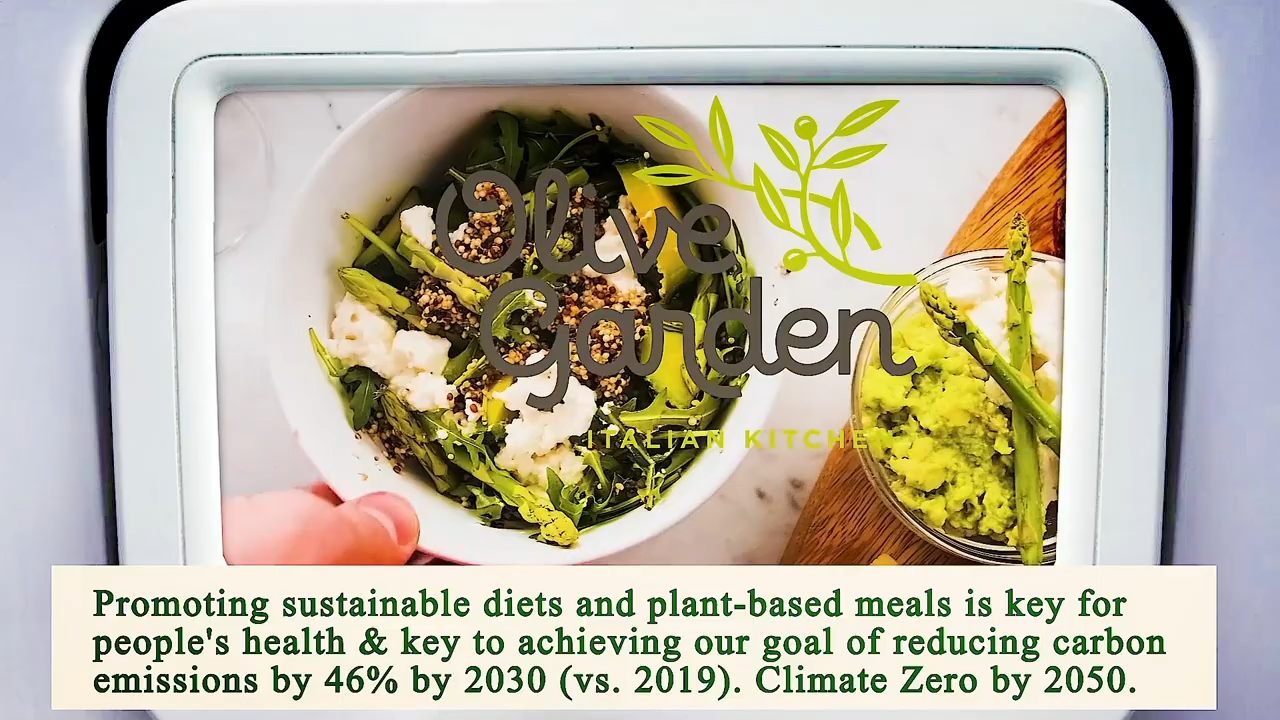 Olive
Garden
ITALIAN KITCHEN
Promoting sustainable diets and plant-based meals is key for
people's health & key to achieving our goal of reducing carbon
emissions by 46% by 2030 (vs. 2019). Climate Zero by 2050.